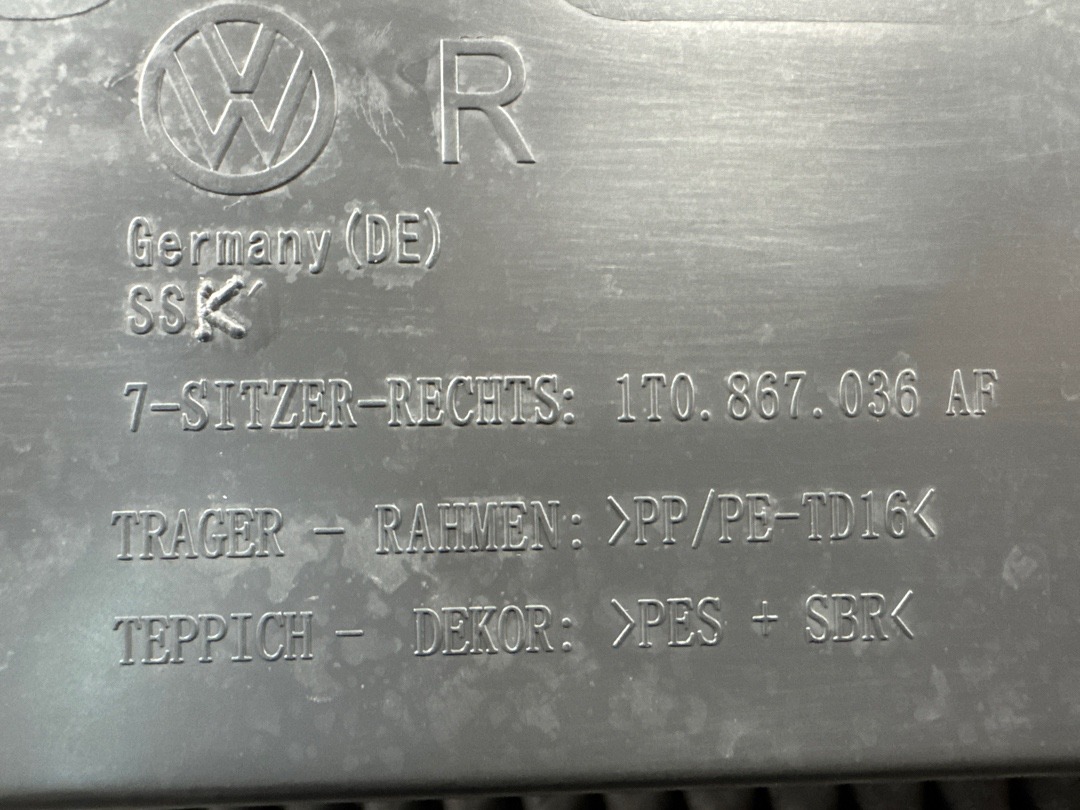 VW R
Germany (DE)
SSK
7-SITZER-RECHTS: 1T0.867.036 AF
TRAGER - RAHMEN: >PP/PE-TD16<
TEPPICH - DEKOR: >PES + SBR<